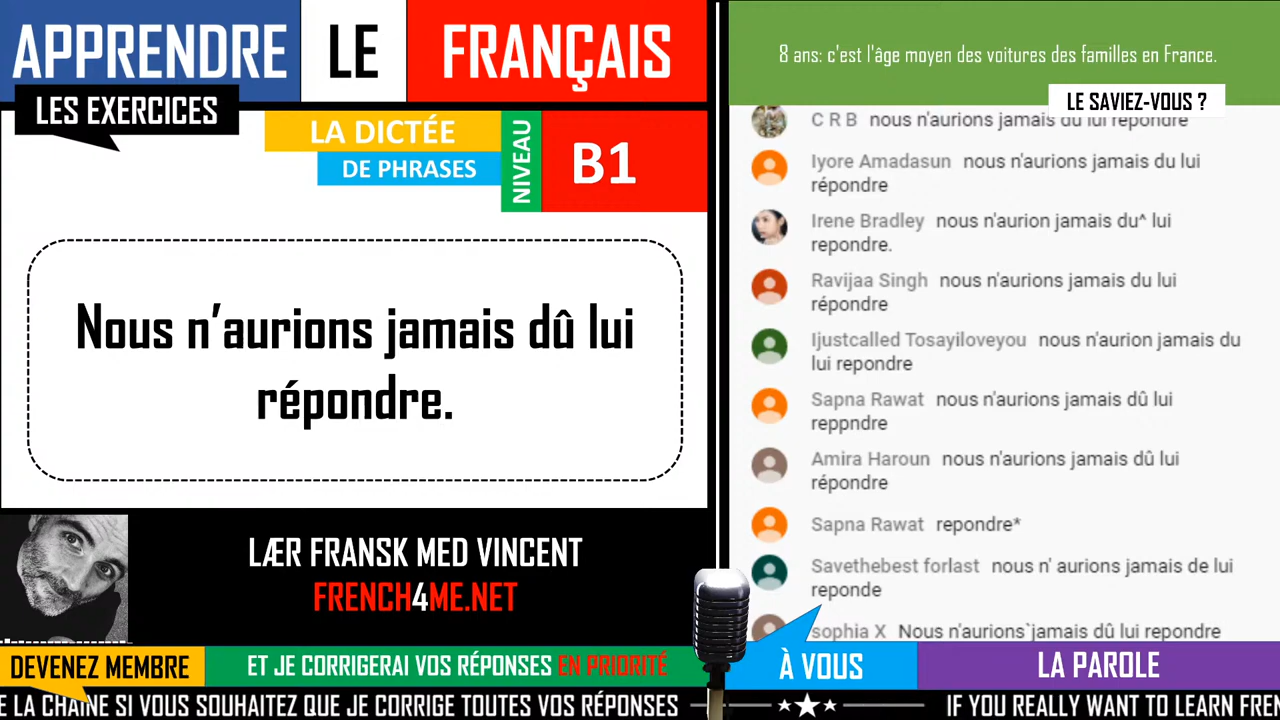 APPRENDRE LE FRANÇAIS
LES EXERCICES
LA DICTÉE
DE PHRASES
NIVEAU
B1
Nous n’aurions jamais dû lui
répondre.
LÆR FRANSK MED VINCENT
FRENCH4ME.NET
DEVENEZ MEMBRE
ET JE CORRIGERAI VOS RÉPONSES EN PRIORITÉ
8 ans: c'est l'âge moyen des voitures des familles en France.
LE SAVIEZ-VOUS ?
C R B nous n'aurions jamais du lui repondre
Iyore Amadasun nous n'aurions jamais du lui
répondre
Irene Bradley nous n'aurion jamais du^ lui
repondre.
Ravijaa Singh nous n'aurions jamais du lui
répondre
Ijustcalled Tosayiloveyou nous n'aurion jamais du
lui repondre
Sapna Rawat nous n'aurions jamais dû lui
reppndre
Amira Haroun nous n'aurions jamais dû lui
répondre
Sapna Rawat repondre*
Savethebest forlast nous n' aurions jamais de lui
reponde
sophia X Nous n'aurions`jamais dû lui repondre
À VOUS
LA PAROLE
E LA CHAINE SI VOUS SOUHAITEZ QUE JE CORRIGE TOUTES VOS RÉPONSES
IF YOU REALLY WANT TO LEARN FREN